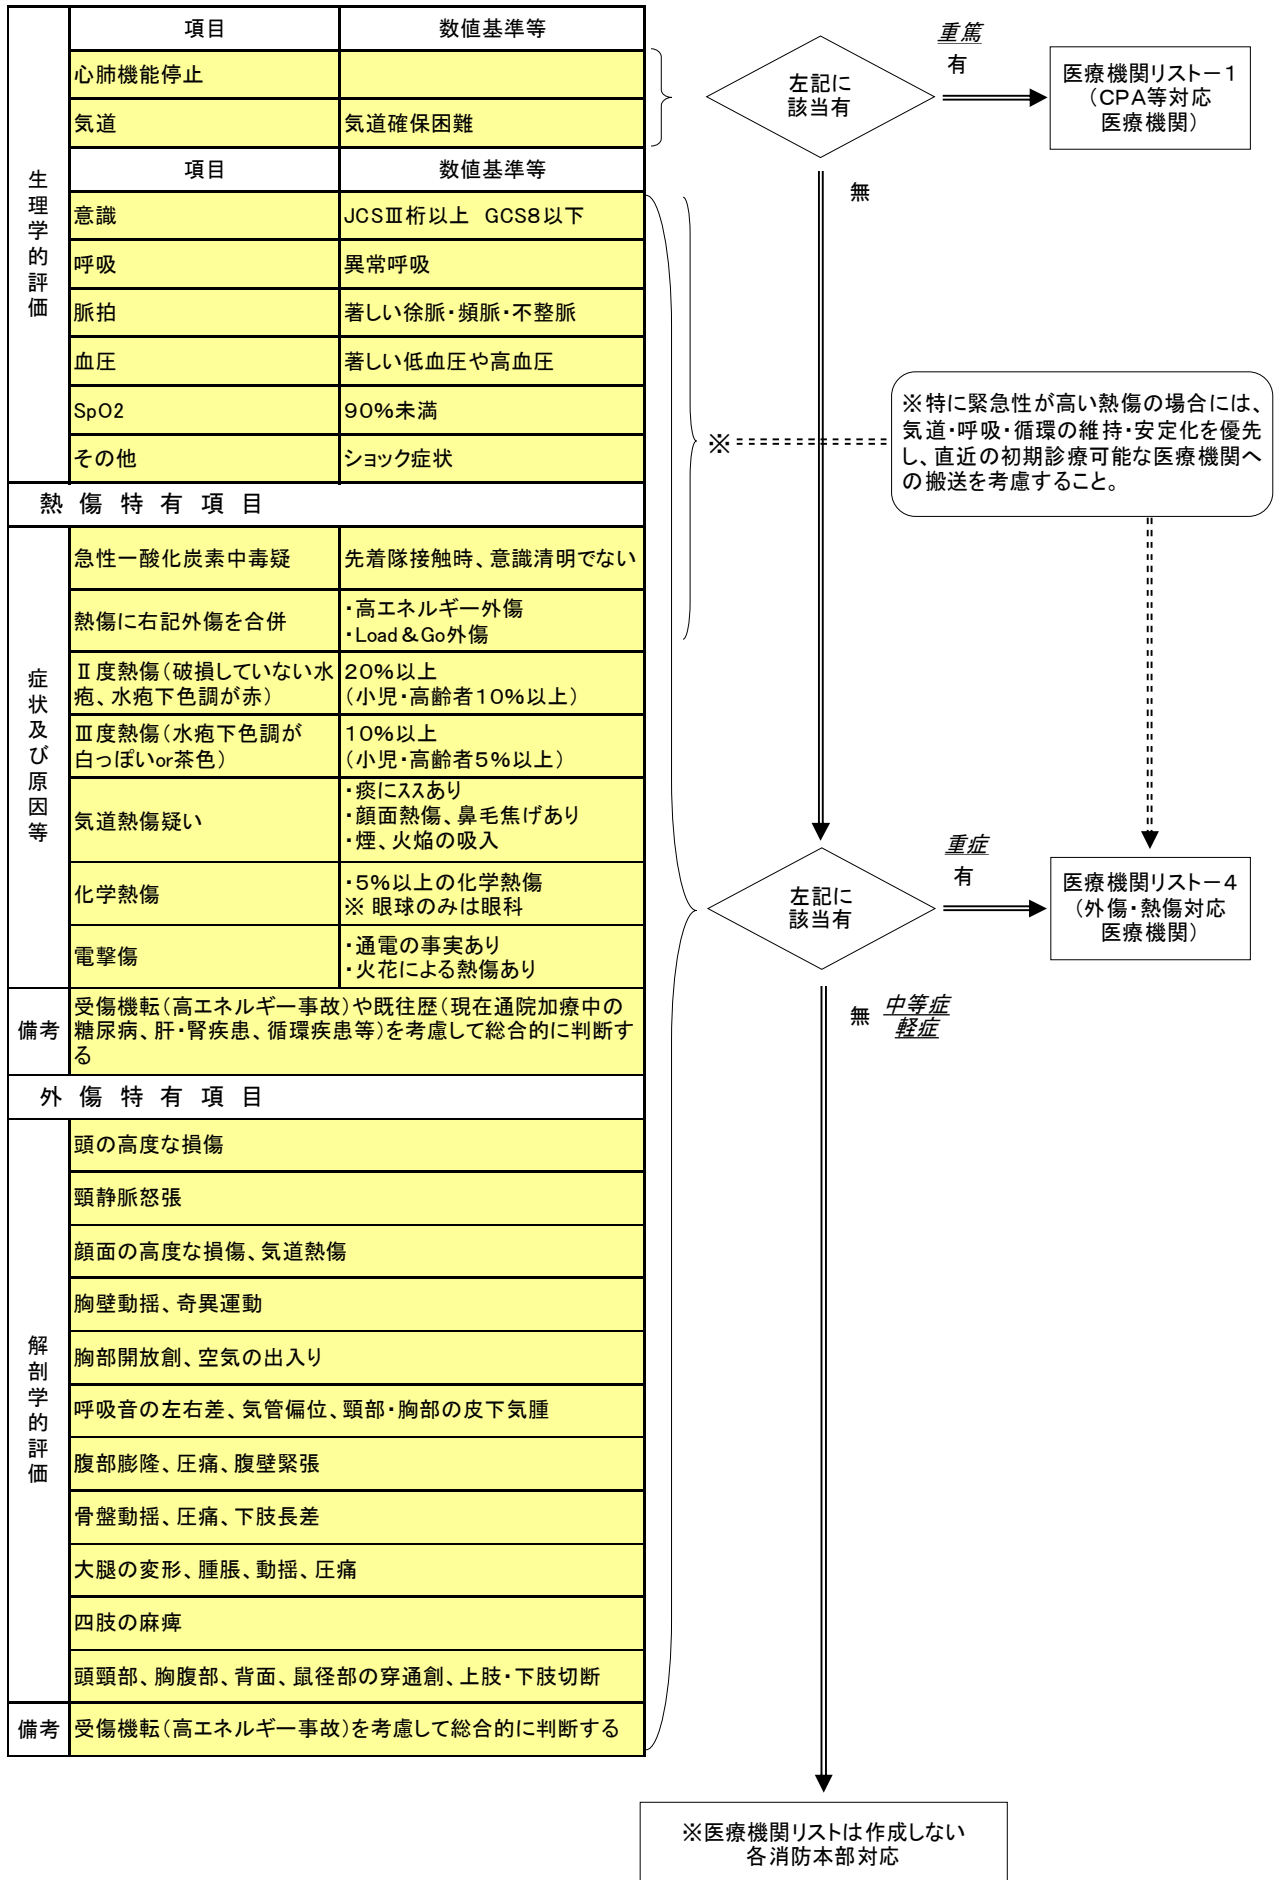 項目 数値基準等
心肺機能停止
気道 気道確保困難
項目 数値基準等
生理学的評価
意識 JCSⅢ桁以上 GCS8以下
呼吸 異常呼吸
脈拍 著しい徐脈・頻脈・不整脈
血圧 著しい低血圧や高血圧
SpO2 90%未満
その他 ショック症状
熱傷特有項目
症状及び原因等
急性一酸化炭素中毒疑 先着隊接触時、意識清明でない
熱傷に右記外傷を合併
・高エネルギー外傷
・Load＆Go外傷
Ⅱ度熱傷(破損していない水
疱、水疱下色調が赤)
20%以上
(小児・高齢者10%以上)
Ⅲ度熱傷(水疱下色調が
白っぽいor茶色)
10%以上
(小児・高齢者5%以上)
気道熱傷疑い
・痰にススあり
・顔面熱傷、鼻毛焦げあり
・煙、火焔の吸入
化学熱傷
・5%以上の化学熱傷
※ 眼球のみは眼科
電撃傷
・通電の事実あり
・火花による熱傷あり
備考
受傷機転(高エネルギー事故)や既往歴(現在通院加療中の
糖尿病、肝・腎疾患、循環疾患等)を考慮して総合的に判断す
る
外傷特有項目
解剖学的評価
頭の高度な損傷
頸静脈怒張
顔面の高度な損傷、気道熱傷
胸壁動揺、奇異運動
胸部開放創、空気の出入り
呼吸音の左右差、気管偏位、頸部・胸部の皮下気腫
腹部膨隆、圧痛、腹壁緊張
骨盤動揺、圧痛、下肢長差
大腿の変形、腫脹、動揺、圧痛
四肢の麻痺
頭頸部、胸腹部、背面、鼠径部の穿通創、上肢・下肢切断
備考 受傷機転(高エネルギー事故)を考慮して総合的に判断する
左記に
該当有
重篤
有
医療機関リスト－1
(CPA等対応
医療機関)
無
※
※特に緊急性が高い熱傷の場合には、
気道・呼吸・循環の維持・安定化を優先
し、直近の初期診療可能な医療機関へ
の搬送を考慮すること。
左記に
該当有
重症
有
医療機関リスト－4
(外傷・熱傷対応
医療機関)
無 中等症
軽症
※医療機関リストは作成しない
各消防本部対応